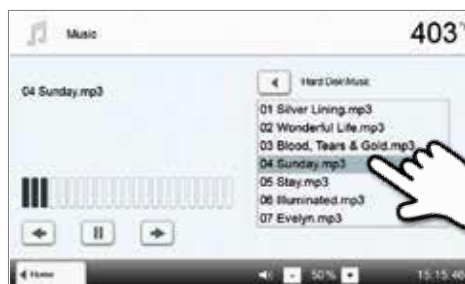 Music
403°
04 Sunday.mp3
Hard Disk/Music
01 Silver Lining.mp3
02 Wonderful Life.mp3
03 Blood, Tears & Gold.mp3
04 Sunday.mp3
05 Stay.mp3
06 Illuminated.mp3
07 Evelyn.mp3
Home
50%
15:15:46